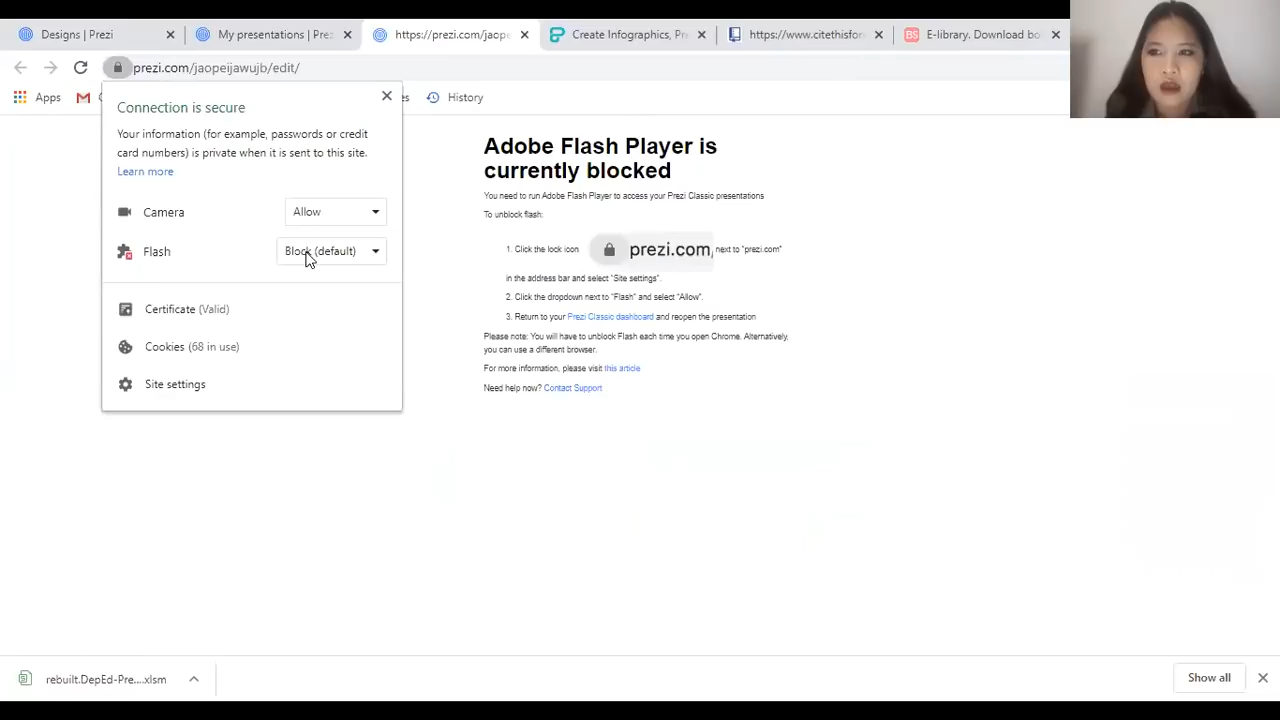 Designs | Prezi
My presentations | Prez
https://prezi.com/jaope
Create Infographics, Pre
https://www.citethisfor
BS
E-library. Download bo
prezi.com/jaopeijawujb/edit/
Apps
es
History
Connection is secure
Your information (for example, passwords or credit
card numbers) is private when it is sent to this site.
Learn more
Camera
Allow
Flash
Block (default)
Certificate (Valid)
Cookies (68 in use)
Site settings
Adobe Flash Player is
currently blocked
You need to run Adobe Flash Player to access your Prezi Classic presentations
To unblock flash:
1. Click the lock icon prezi.com, next to "prezi.com"
in the address bar and select "Site settings".
2. Click the dropdown next to "Flash" and select "Allow".
3. Return to your Prezi Classic dashboard and reopen the presentation
Please note: You will have to unblock Flash each time you open Chrome. Alternatively,
you can use a different browser.
For more information, please visit this article
Need help now? Contact Support
rebuilt.DepEd-Pre....xlsm
Show all